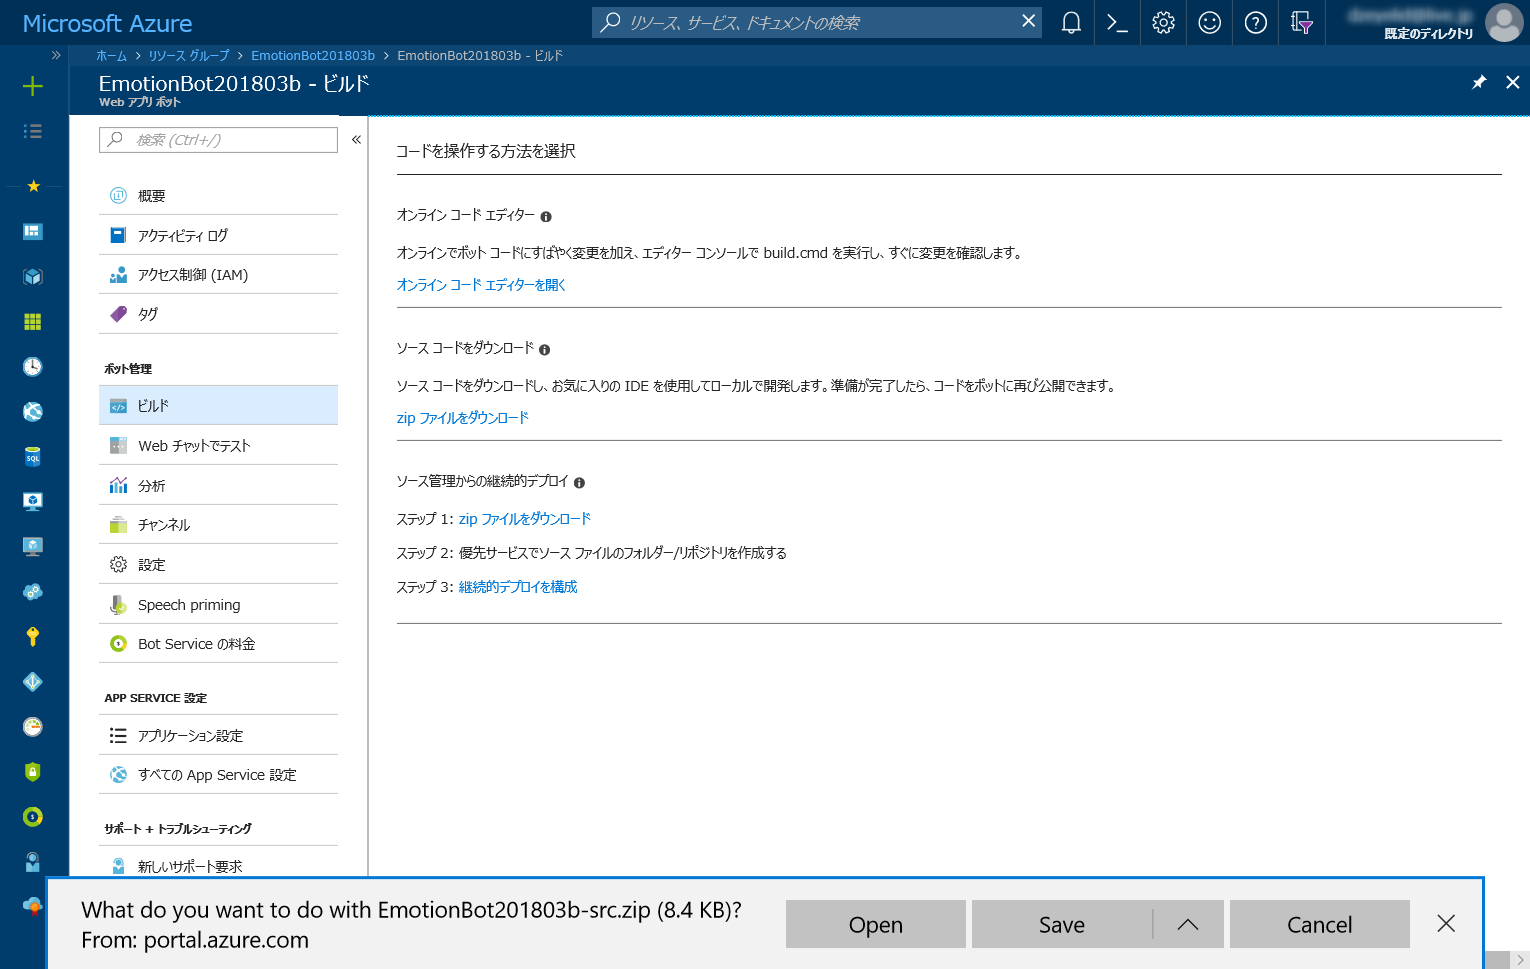 Microsoft Azure
リソース、サービス、ドキュメントの検索
既定のディレクトリ
ホーム > リソース グループ > EmotionBot201803b > EmotionBot201803b - ビルド
EmotionBot201803b - ビルド
Web アプリ ボット
検索 (Ctrl+/)
概要
アクティビティ ログ
アクセス制御 (IAM)
タグ
ボット管理
ビルド
Web チャットでテスト
分析
チャンネル
設定
Speech priming
Bot Service の料金
APP SERVICE 設定
アプリケーション設定
すべての App Service 設定
サポート + トラブルシューティング
新しいサポート要求
コードを操作する方法を選択
オンライン コード エディター
オンラインでボット コードにすばやく変更を加え、エディター コンソールで build.cmd を実行し、すぐに変更を確認します。
オンライン コード エディターを開く
ソース コードをダウンロード
ソース コードをダウンロードし、お気に入りの IDE を使用してローカルで開発します。準備が完了したら、コードをボットに再び公開できます。
zip ファイルをダウンロード
ソース管理からの継続的デプロイ
ステップ 1: zip ファイルをダウンロード
ステップ 2: 優先サービスでソース ファイルのフォルダー/リポジトリを作成する
ステップ 3: 継続的デプロイを構成
What do you want to do with EmotionBot201803b-src.zip (8.4 KB)?
From: portal.azure.com
Open
Save
Cancel